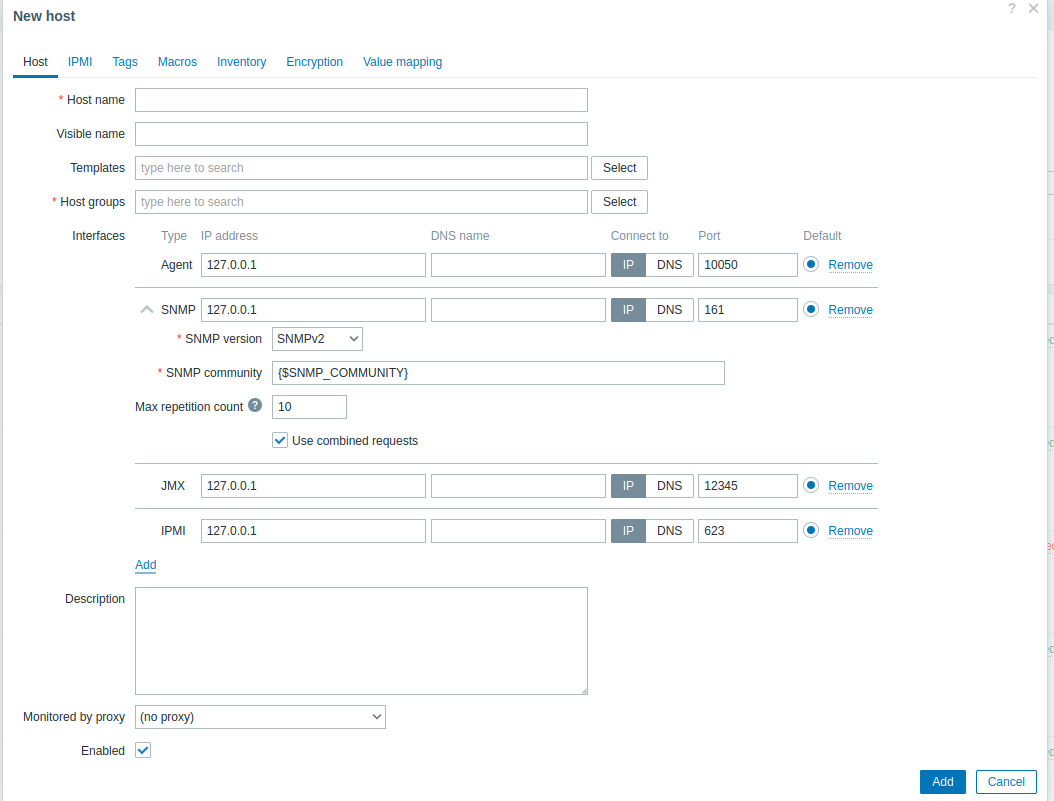 New host
?
Host IPMI Tags Macros Inventory Encryption Value mapping
* Host name
Visible name
Templates type here to search Select
* Host groups type here to search Select
Interfaces Type IP address DNS name Connect to Port Default
Agent 127.0.0.1 IP DNS 10050 Remove
SNMP 127.0.0.1 IP DNS 161 Remove
* SNMP version SNMPv2
* SNMP community {$SNMP_COMMUNITY}
Max repetition count ? 10
Use combined requests
JMX 127.0.0.1 IP DNS 12345 Remove
IPMI 127.0.0.1 IP DNS 623 Remove
Add
Description
Monitored by proxy (no proxy)
Enabled
Add Cancel